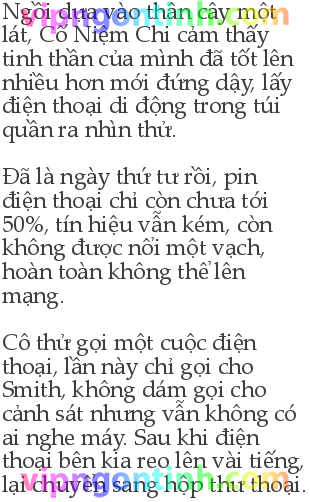 Ngồi dựa vào thân cây một
lát, Cố Niệm Chi cảm thấy
tinh thần của mình đã tốt lên
nhiều hơn mới đứng dậy, lấy
điện thoại di động trong túi
quần ra nhìn thử.
Đã là ngày thứ tư rồi, pin
điện thoại chỉ còn chưa tới
50%, tín hiệu vẫn kém, còn
không được nổi một vạch,
hoàn toàn không thể lên
mạng.
Cô thử gọi một cuộc điện
thoại, lần này chỉ gọi cho
Smith, không dám gọi cho
cảnh sát nhưng vẫn không có
ai nghe máy. Sau khi điện
thoại bên kia reo lên vài tiếng,
lại chuyển sang hộp thư thoại.
vipngontinh.com
vipngontinh.com